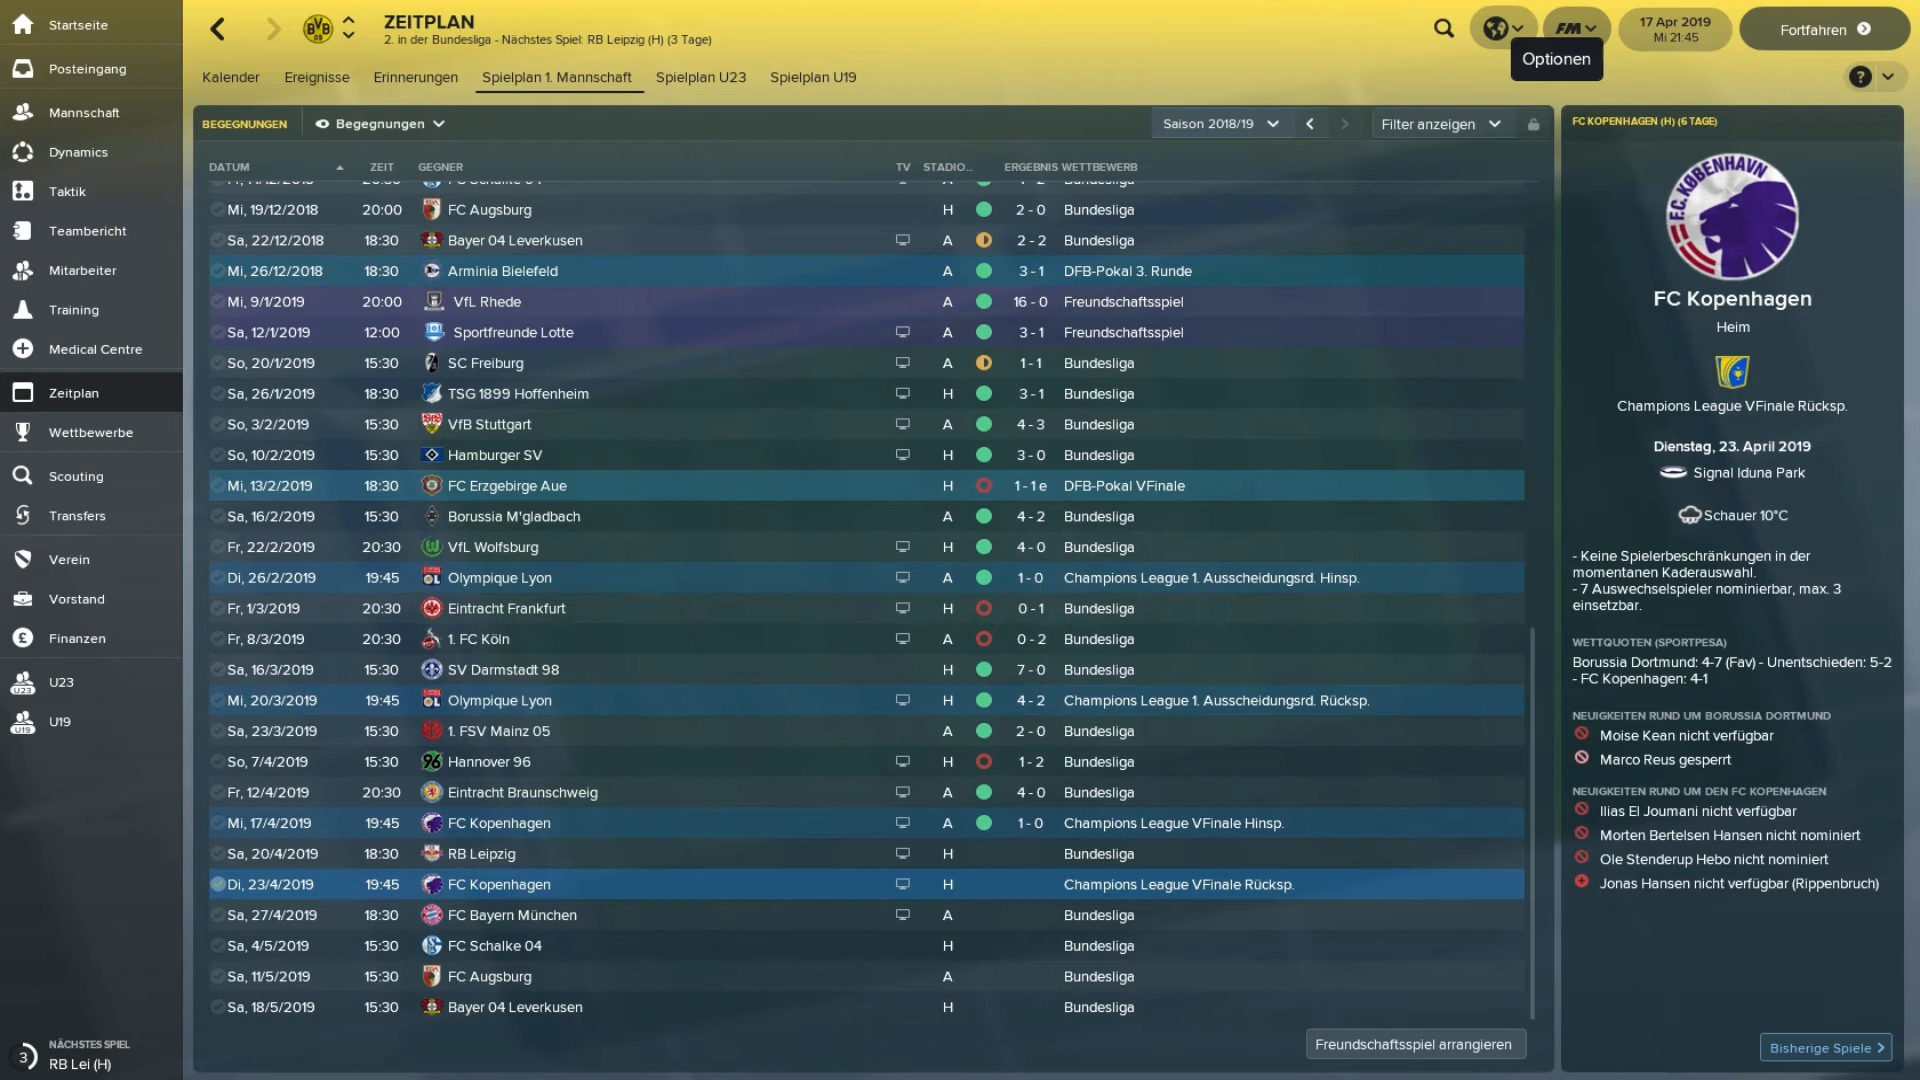 Startseite
Posteingang
Mannschaft
Dynamics
Taktik
Teambericht
Mitarbeiter
Training
Medical Centre
Zeitplan
Wettbewerbe
Scouting
Transfers
Verein
Vorstand
Finanzen
U23
U19
3 NÄCHSTES SPIEL
RB Lei (H)
ZEITPLAN
2. in der Bundesliga - Nächstes Spiel: RB Leipzig (H) (3 Tage)
FM
17 Apr 2019
Mi 21:45
Fortfahren
Optionen
Kalender Ereignisse Erinnerungen Spielplan 1. Mannschaft Spielplan U23 Spielplan U19
?
BEGEGNUNGEN Begegnungen Saison 2018/19 Filter anzeigen
DATUM ZEIT GEGNER TV STADIO... ERGEBNIS WETTBEWERB
Mi, 19/12/2018 20:00 FC Augsburg H 2 - 0 Bundesliga
Sa, 22/12/2018 18:30 Bayer 04 Leverkusen A 2 - 2 Bundesliga
Mi, 26/12/2018 18:30 Arminia Bielefeld A 3 - 1 DFB-Pokal 3. Runde
Mi, 9/1/2019 20:00 VfL Rhede A 16 - 0 Freundschaftsspiel
Sa, 12/1/2019 12:00 Sportfreunde Lotte A 3 - 1 Freundschaftsspiel
So, 20/1/2019 15:30 SC Freiburg A 1 - 1 Bundesliga
Sa, 26/1/2019 18:30 TSG 1899 Hoffenheim H 3 - 1 Bundesliga
So, 3/2/2019 15:30 VfB Stuttgart A 4 - 3 Bundesliga
So, 10/2/2019 15:30 Hamburger SV H 3 - 0 Bundesliga
Mi, 13/2/2019 18:30 FC Erzgebirge Aue H 1 - 1 e DFB-Pokal VFinale
Sa, 16/2/2019 15:30 Borussia M'gladbach A 4 - 2 Bundesliga
Fr, 22/2/2019 20:30 VfL Wolfsburg H 4 - 0 Bundesliga
Di, 26/2/2019 19:45 Olympique Lyon A 1 - 0 Champions League 1. Ausscheidungsrd. Hinsp.
Fr, 1/3/2019 20:30 Eintracht Frankfurt H 0 - 1 Bundesliga
Fr, 8/3/2019 20:30 1. FC Köln A 0 - 2 Bundesliga
Sa, 16/3/2019 15:30 SV Darmstadt 98 H 7 - 0 Bundesliga
Mi, 20/3/2019 19:45 Olympique Lyon H 4 - 2 Champions League 1. Ausscheidungsrd. Rücksp.
Sa, 23/3/2019 15:30 1. FSV Mainz 05 A 2 - 0 Bundesliga
So, 7/4/2019 15:30 Hannover 96 H 1 - 2 Bundesliga
Fr, 12/4/2019 20:30 Eintracht Braunschweig A 4 - 0 Bundesliga
Mi, 17/4/2019 19:45 FC Kopenhagen A 1 - 0 Champions League VFinale Hinsp.
Sa, 20/4/2019 18:30 RB Leipzig H Bundesliga
Di, 23/4/2019 19:45 FC Kopenhagen H Champions League VFinale Rücksp.
Sa, 27/4/2019 18:30 FC Bayern München A Bundesliga
Sa, 4/5/2019 15:30 FC Schalke 04 H Bundesliga
Sa, 11/5/2019 15:30 FC Augsburg A Bundesliga
Sa, 18/5/2019 15:30 Bayer 04 Leverkusen H Bundesliga
Freundschaftsspiel arrangieren
FC KOPENHAGEN (H) (6 TAGE)
F.C. KØBENHAVN
FC Kopenhagen
Heim
Champions League VFinale Rücksp.
Dienstag, 23. April 2019
Signal Iduna Park
Schauer 10°C
- Keine Spielerbeschränkungen in der
momentanen Kaderauswahl.
- 7 Auswechselspieler nominierbar, max. 3
einsetzbar.
WETTQUOTEN (SPORTPESA)
Borussia Dortmund: 4-7 (Fav) - Unentschieden: 5-2
- FC Kopenhagen: 4-1
NEUIGKEITEN RUND UM BORUSSIA DORTMUND
Moise Kean nicht verfügbar
Marco Reus gesperrt
NEUIGKEITEN RUND UM DEN FC KOPENHAGEN
Ilias El Joumani nicht verfügbar
Morten Bertelsen Hansen nicht nominiert
Ole Stenderup Hebo nicht nominiert
Jonas Hansen nicht verfügbar (Rippenbruch)
Bisherige Spiele